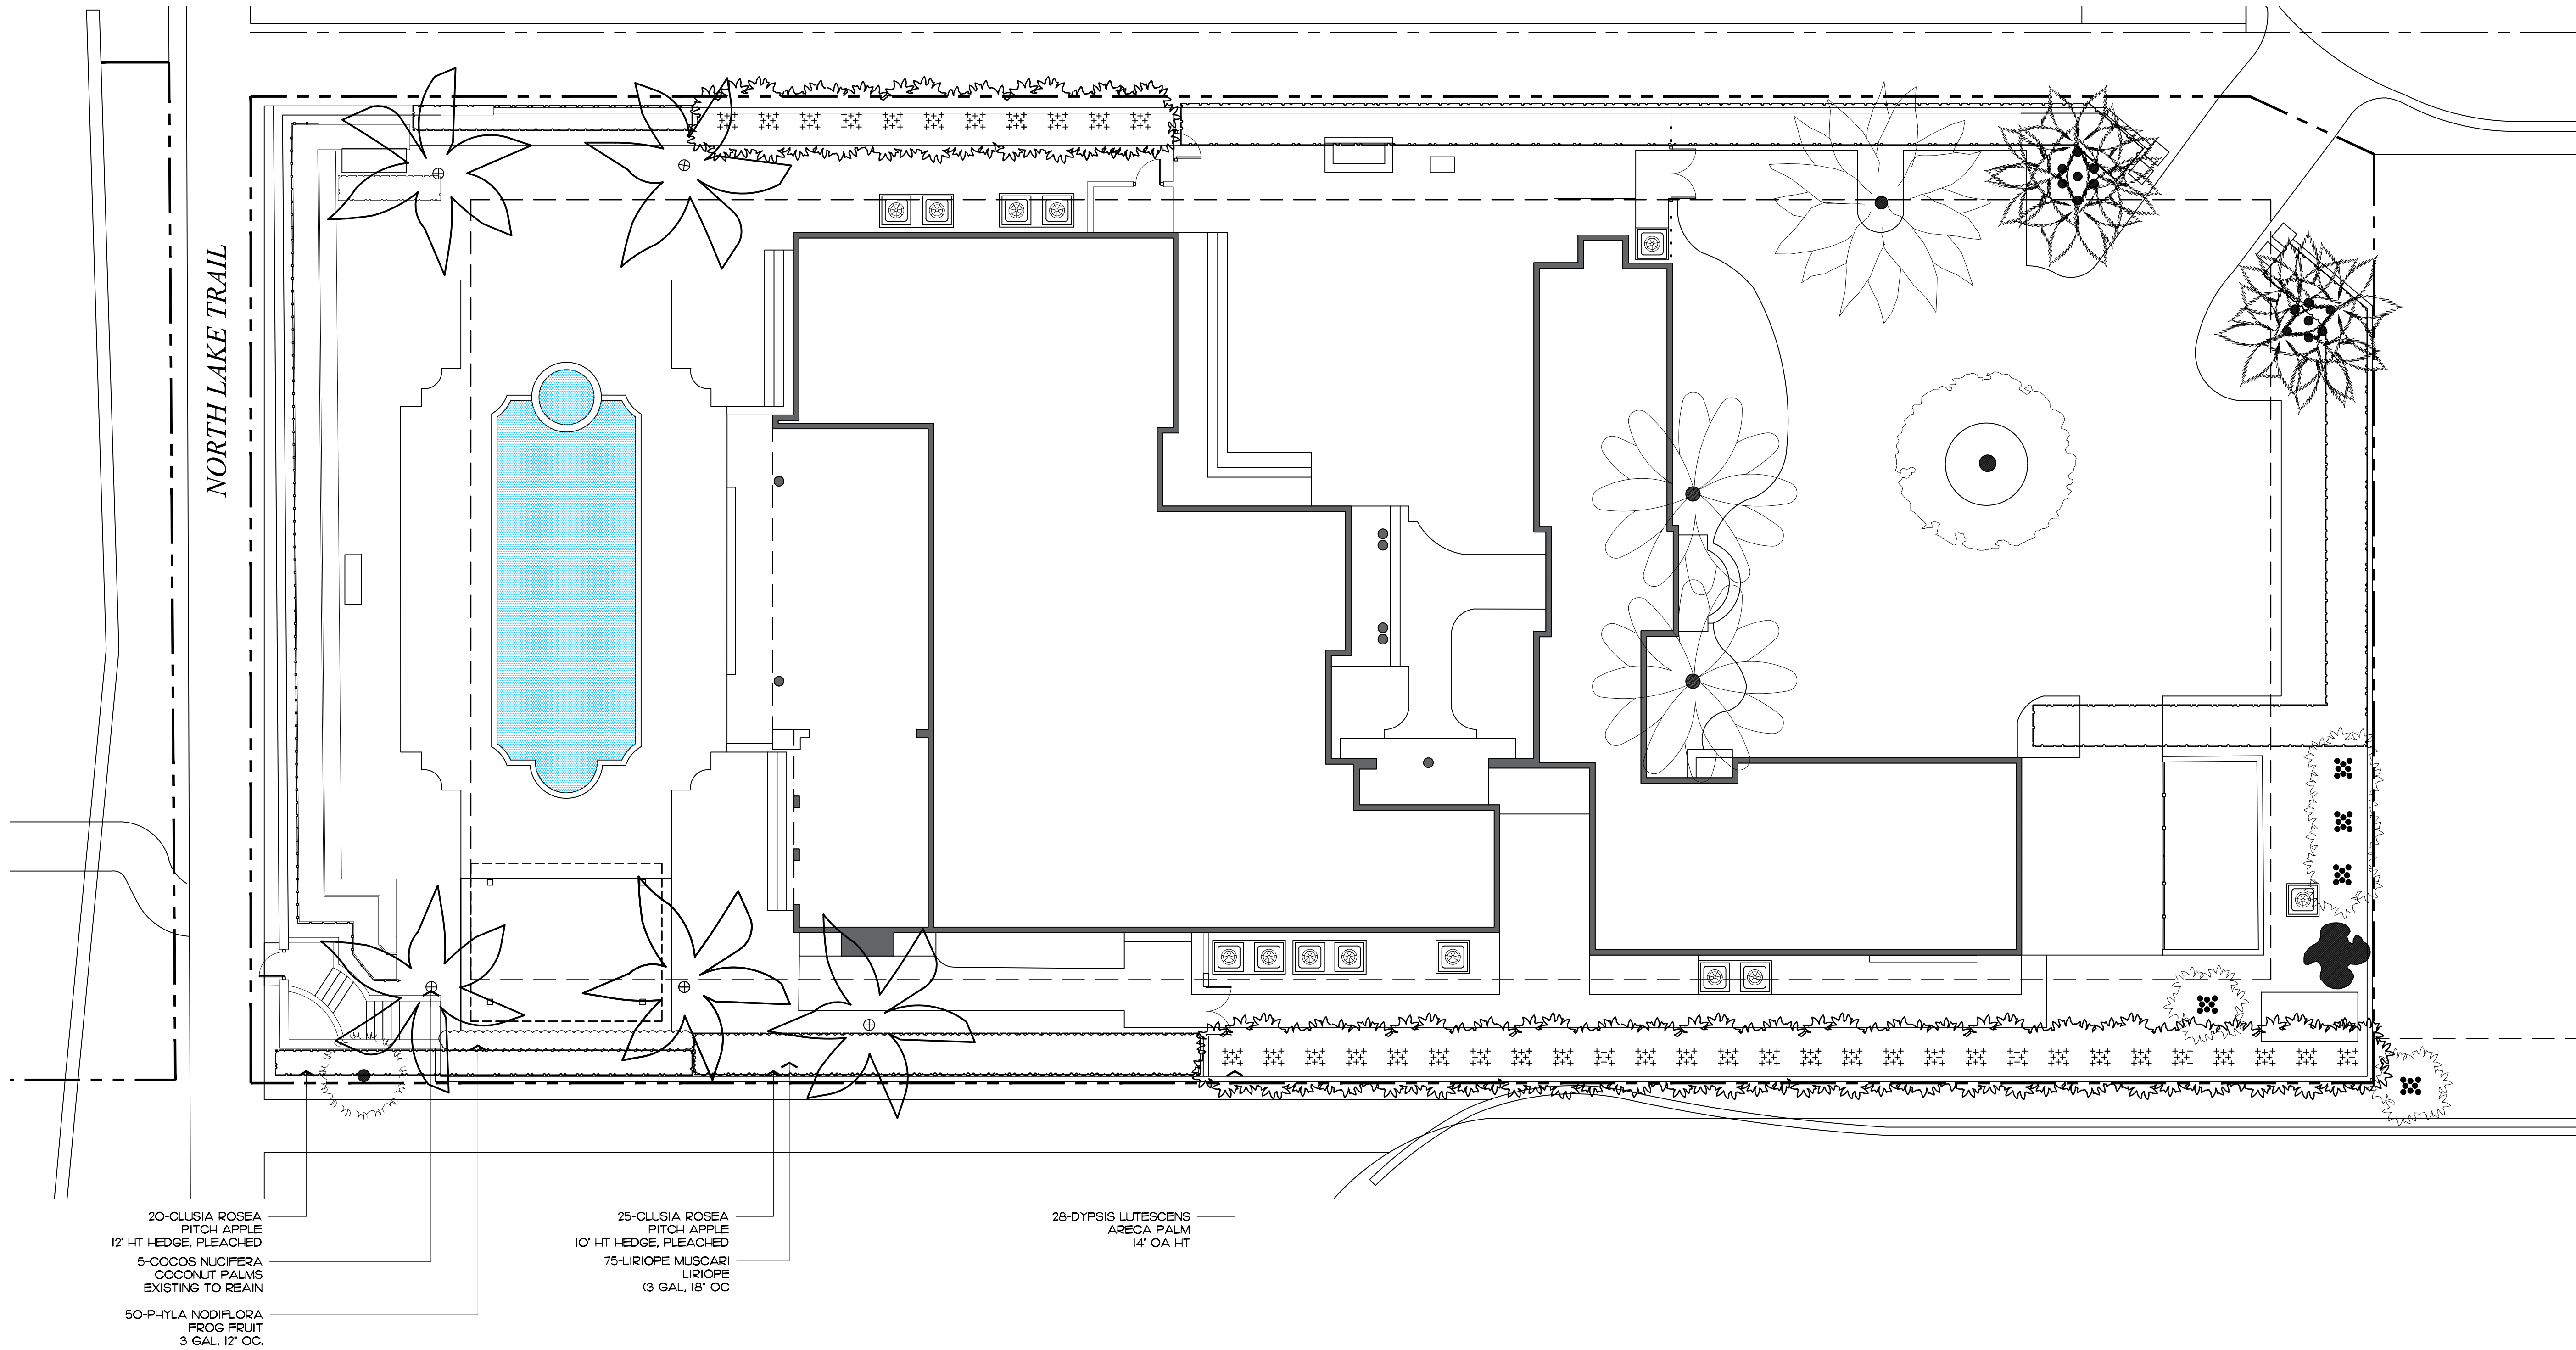 NORTH LAKE TRAIL
20-CLUSIA ROSEA
PITCH APPLE
12' HT HEDGE, PLEACHED
5-COCOS NUCIFERA
COCONUT PALMS
EXISTING TO REAIN
50-PHYLA NODIFLORA
FROG FRUIT
3 GAL, 12" OC.
25-CLUSIA ROSEA
PITCH APPLE
10' HT HEDGE, PLEACHED
75-LIRIOPE MUSCARI
LIRIOPE
(3 GAL, 18" OC
28-DYPSIS LUTESCENS
ARECA PALM
14' OA HT